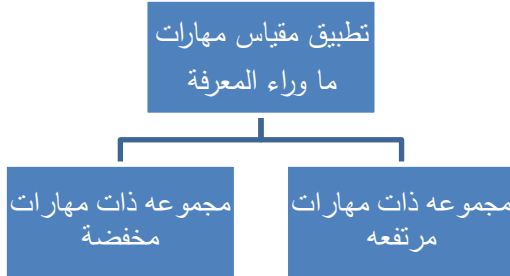 تطبيق مقياس مهارات
ما وراء المعرفة
مجموعه ذات مهارات
مرتفعه
مجموعه ذات مهارات
مخفضة